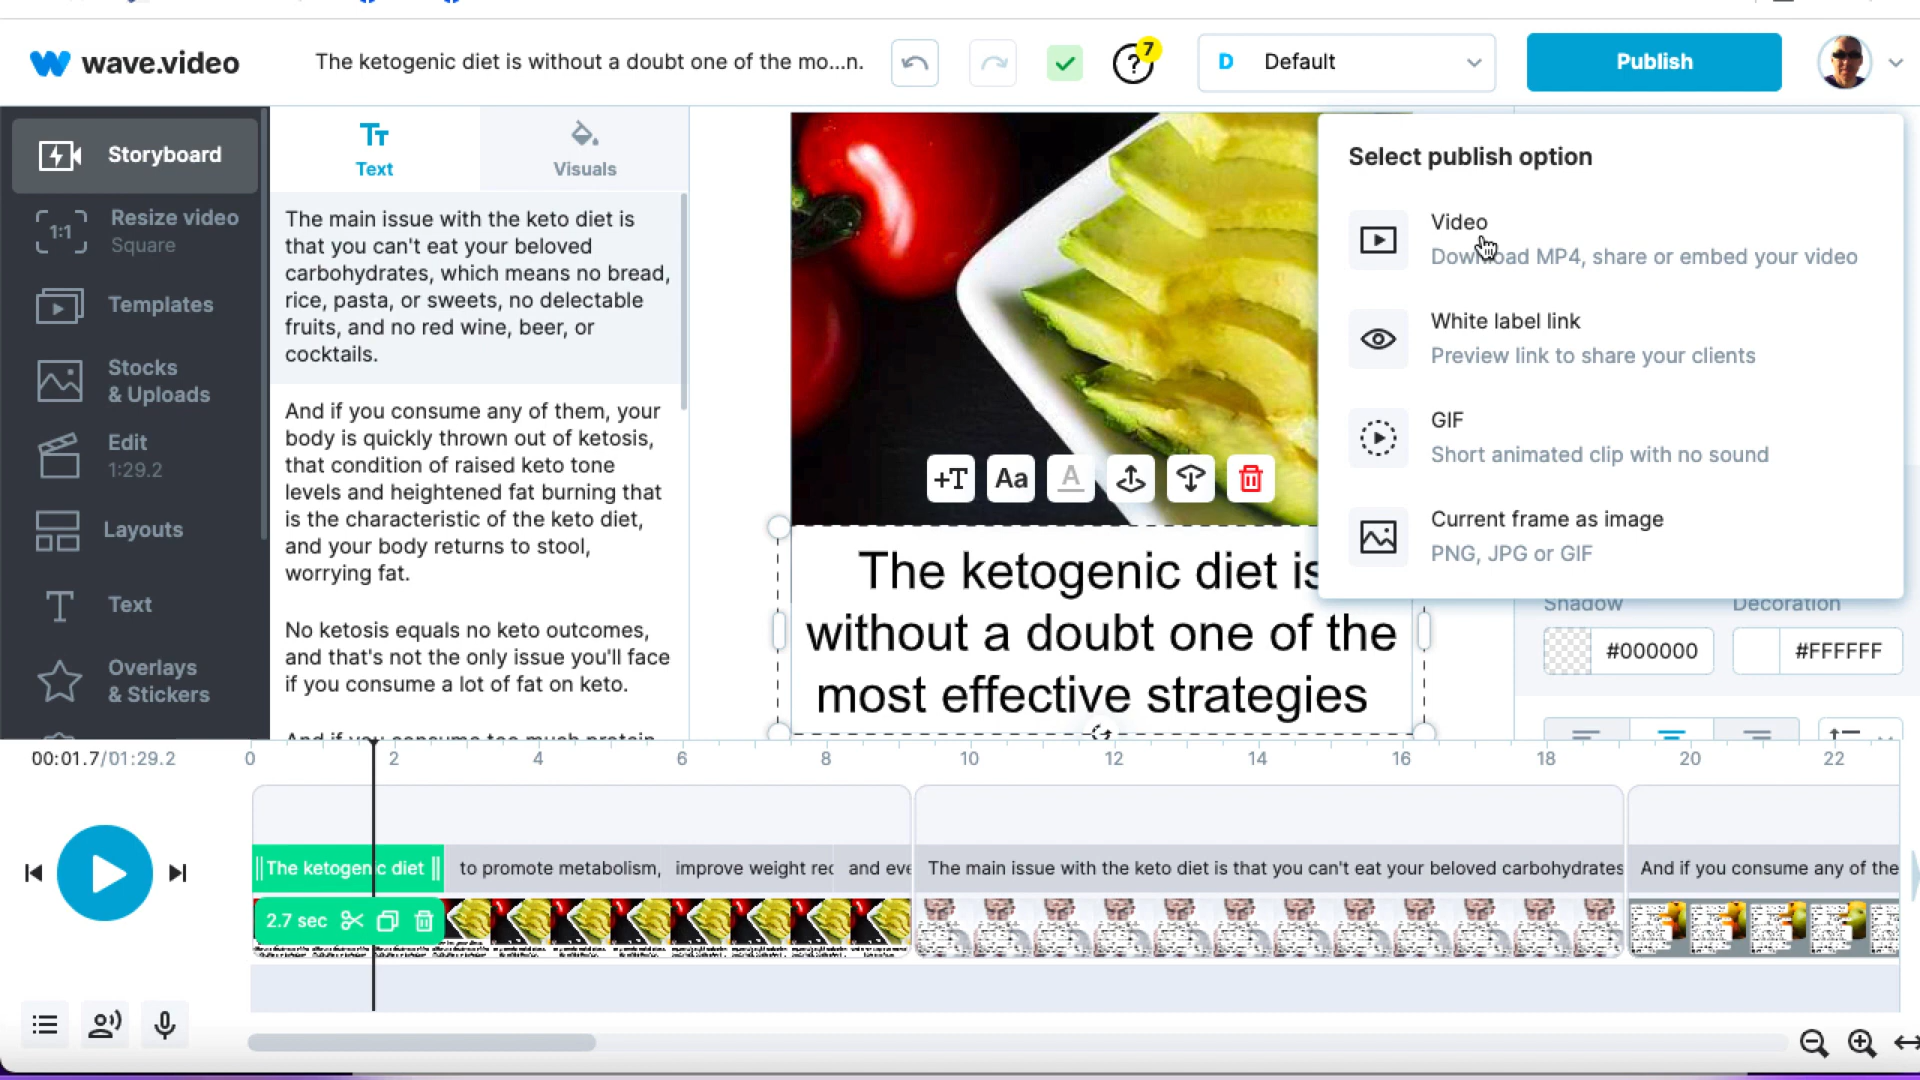 wave.video
The ketogenic diet is without a doubt one of the mo...n.
?
7
D Default
Publish
Storyboard
1:1
Resize video
Square
Templates
Stocks
& Uploads
Edit
1:29.2
Layouts
Text
Overlays
& Stickers
Text
Visuals
The main issue with the keto diet is
that you can't eat your beloved
carbohydrates, which means no bread,
rice, pasta, or sweets, no delectable
fruits, and no red wine, beer, or
cocktails.
And if you consume any of them, your
body is quickly thrown out of ketosis,
that condition of raised keto tone
levels and heightened fat burning that
is the characteristic of the keto diet,
and your body returns to stool,
worrying fat.
No ketosis equals no keto outcomes,
and that's not the only issue you'll face
if you consume a lot of fat on keto.
And if you consume too much protein
+T Aa A
The ketogenic diet is
without a doubt one of the
most effective strategies
Select publish option
Video
Download MP4, share or embed your video
White label link
Preview link to share your clients
GIF
Short animated clip with no sound
Current frame as image
PNG, JPG or GIF
Shadow
Decoration
#000000
#FFFFFF
00:01.7/01:29.2
0 2 4 6 8 10 12 14 16 18 20 22
The ketogenic diet
to promote metabolism,
improve weight rec
and eve
The main issue with the keto diet is that you can't eat your beloved carbohydrates
And if you consume any of the
2.7 sec